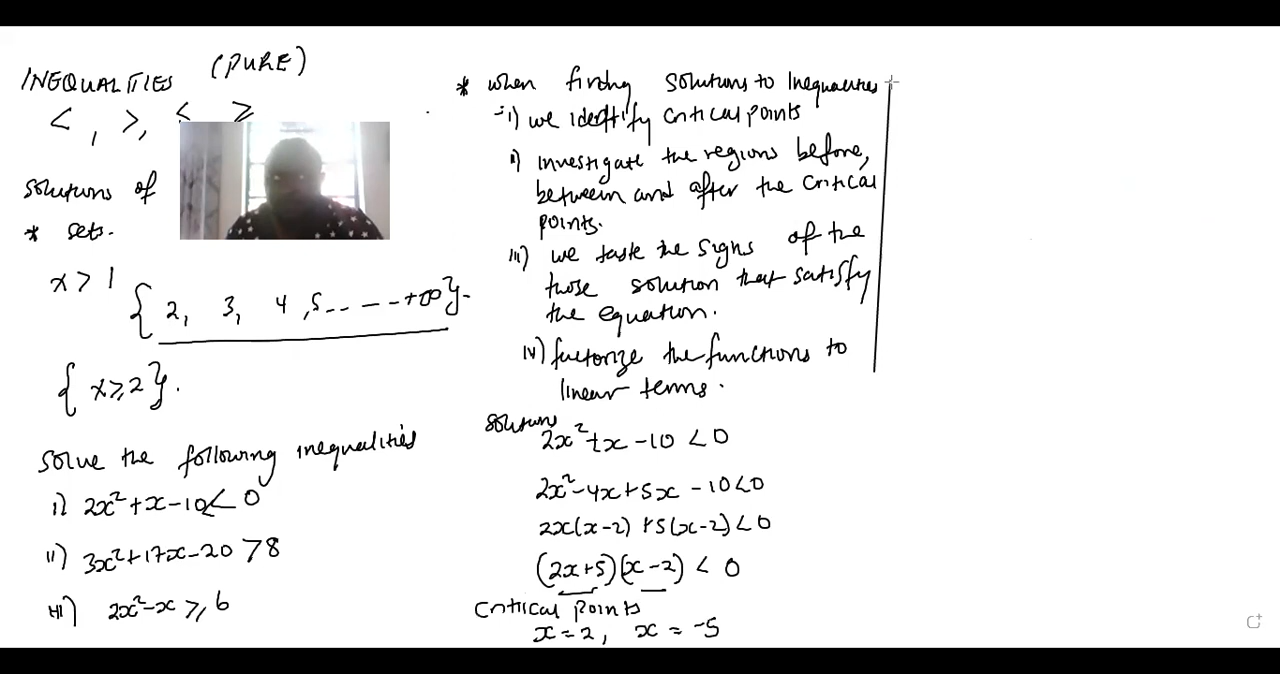 INEQUALITIES (PURE)
<, >, ≤ ≥
solutions of
* sets.
x > 1
{2, 3, 4, 5-- -- -+∞}.
{x ≥ 2}.
Solve the following inequalities
i) 2x² + x - 10 < 0
ii) 3x² + 17x - 20 > 8
iii) 2x² - x ≥ 6
* when finding solutions to Inequalities
i) we identify critical points
ii) investigate the regions before,
between and after the critical
points.
iii) we taste the signs of the
those solution that satisfy
the equation.
iv) factorize the functions to
linear terms.
Solutions
2x² + x - 10 < 0
2x² - 4x + 5x - 10 < 0
2x(x - 2) + 5(x - 2) < 0
(2x + 5)(x - 2) < 0
Critical points
x = 2, x = -5